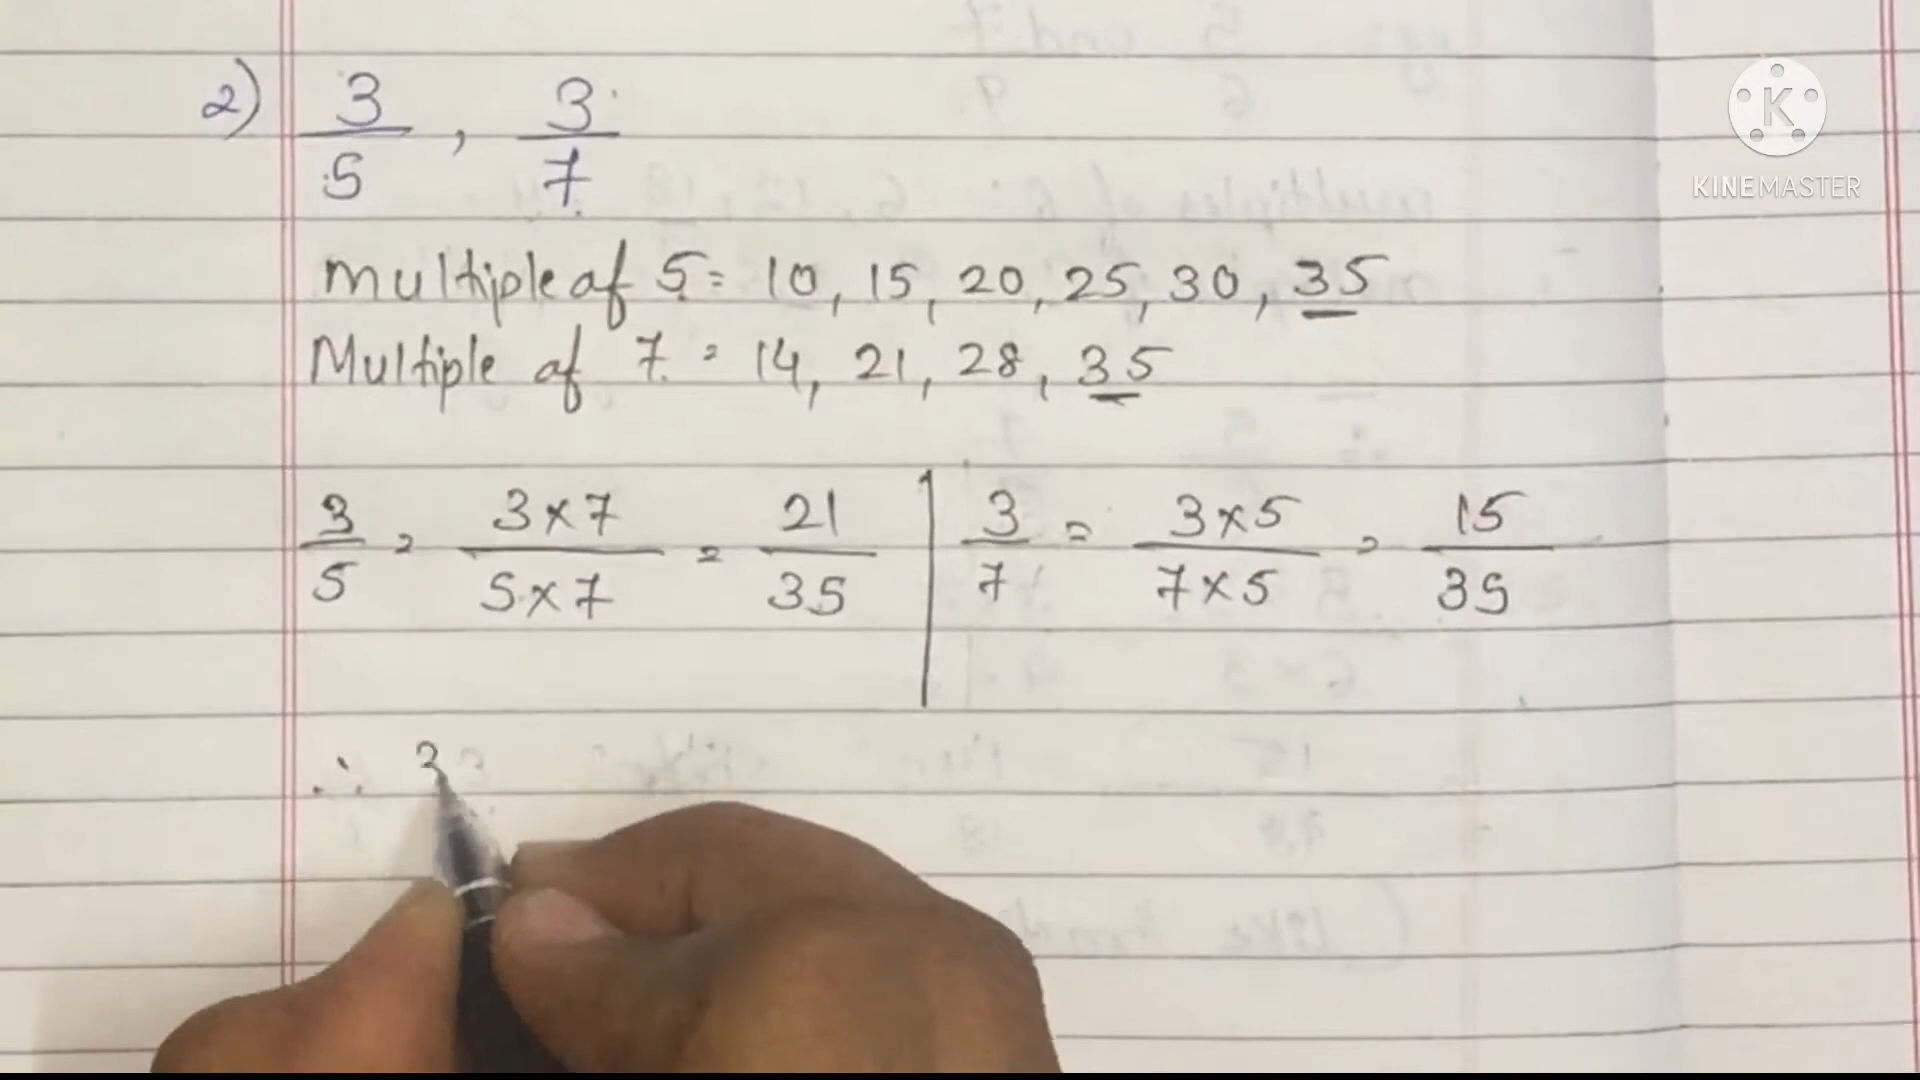 2) 3/5 , 3/7
multiple of 5 = 10, 15, 20, 25, 30, 35
Multiple of 7 = 14, 21, 28, 35
3/5 = 3×7/5×7 = 21/35 | 3/7 = 3×5/7×5 = 15/35
∴ 3
KINEMASTER